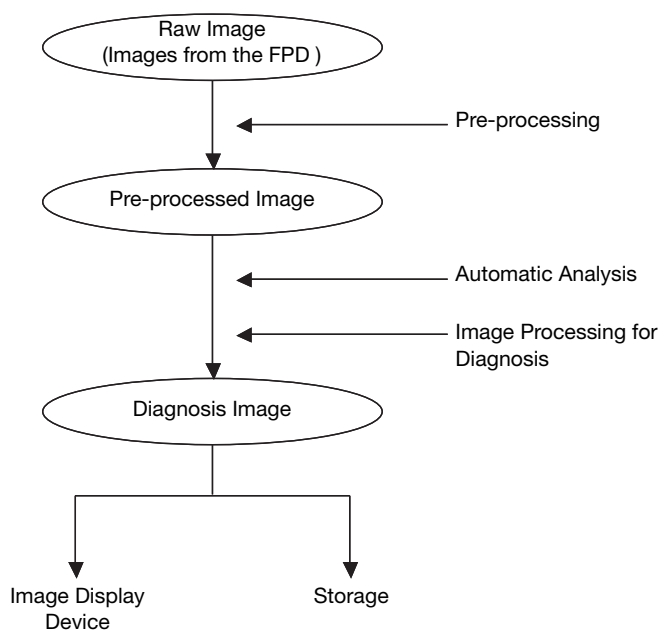 Raw Image
(Images from the FPD )
Pre-processing
Pre-processed Image
Automatic Analysis
Image Processing for
Diagnosis
Diagnosis Image
Image Display
Device
Storage